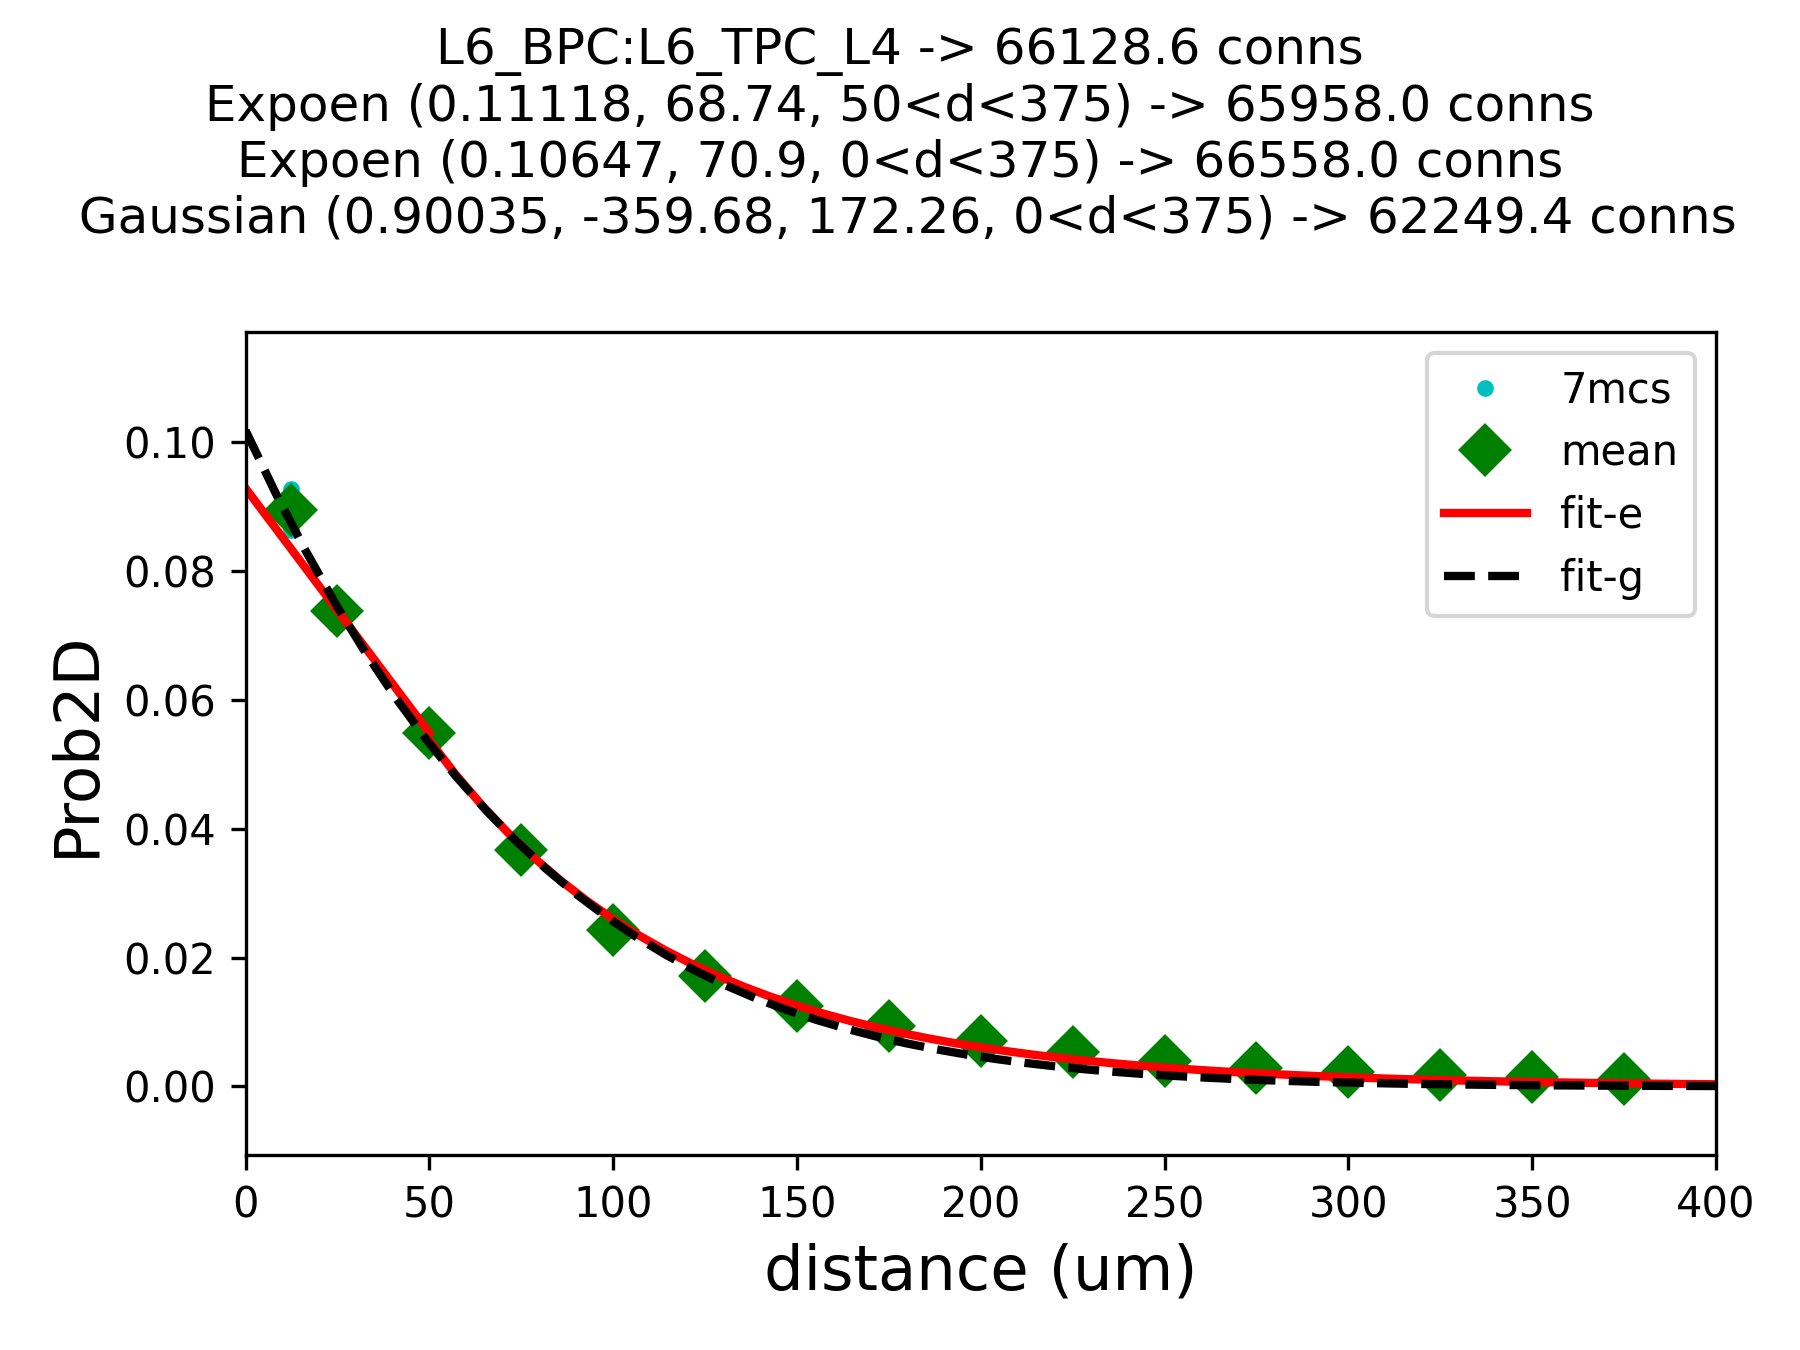 L6_BPC:L6_TPC_L4 -> 66128.6 conns
Expoen (0.11118, 68.74, 50<d<375) -> 65958.0 conns
Expoen (0.10647, 70.9, 0<d<375) -> 66558.0 conns
Gaussian (0.90035, -359.68, 172.26, 0<d<375) -> 62249.4 conns
7mcs
mean
fit-e
fit-g
Prob2D
0.10
0.08
0.06
0.04
0.02
0.00
0 50 100 150 200 250 300 350 400
distance (um)